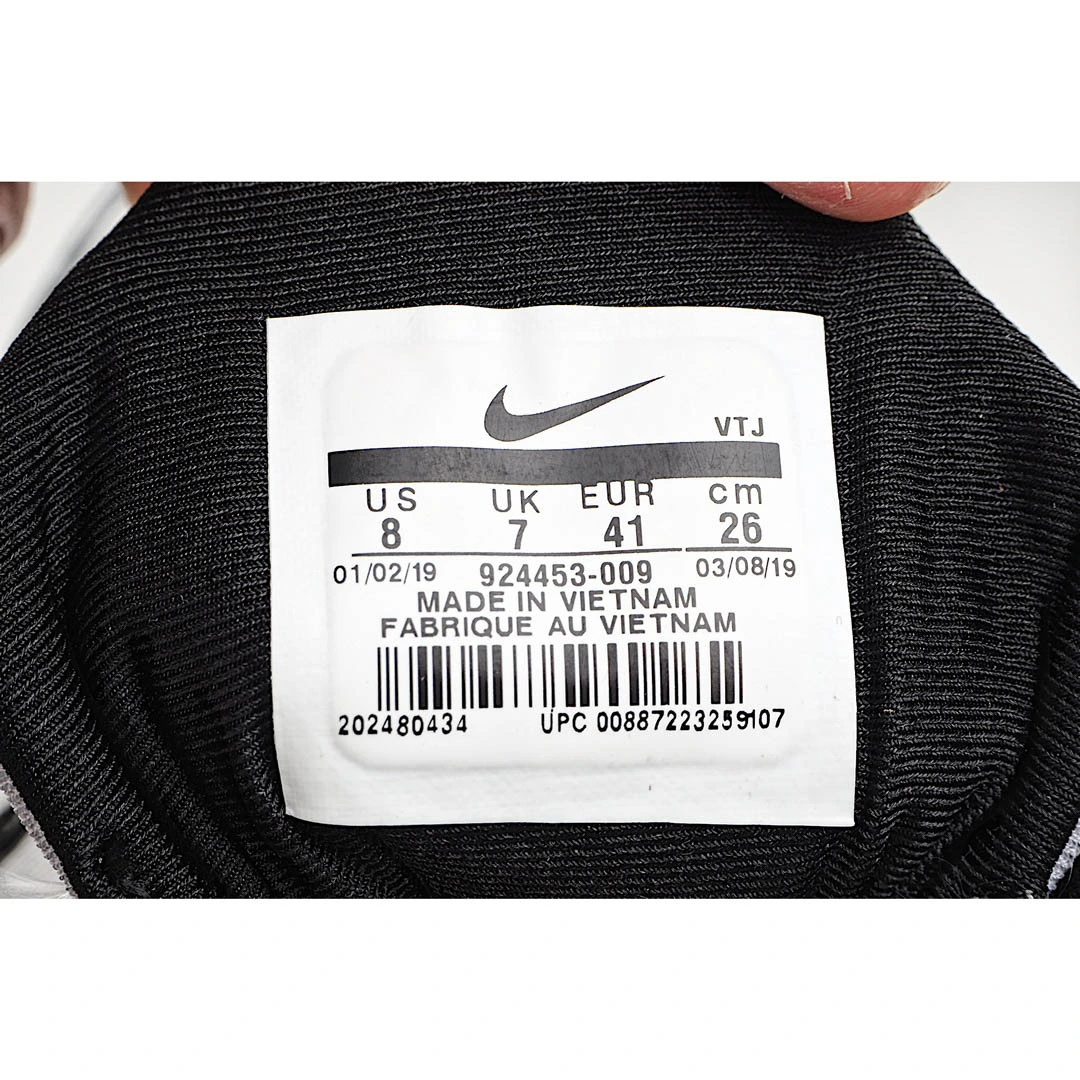 VTJ
US UK EUR cm
8 7 41 26
01/02/19 924453-009 03/08/19
MADE IN VIETNAM
FABRIQUE AU VIETNAM
202480434 UPC 00887223259107